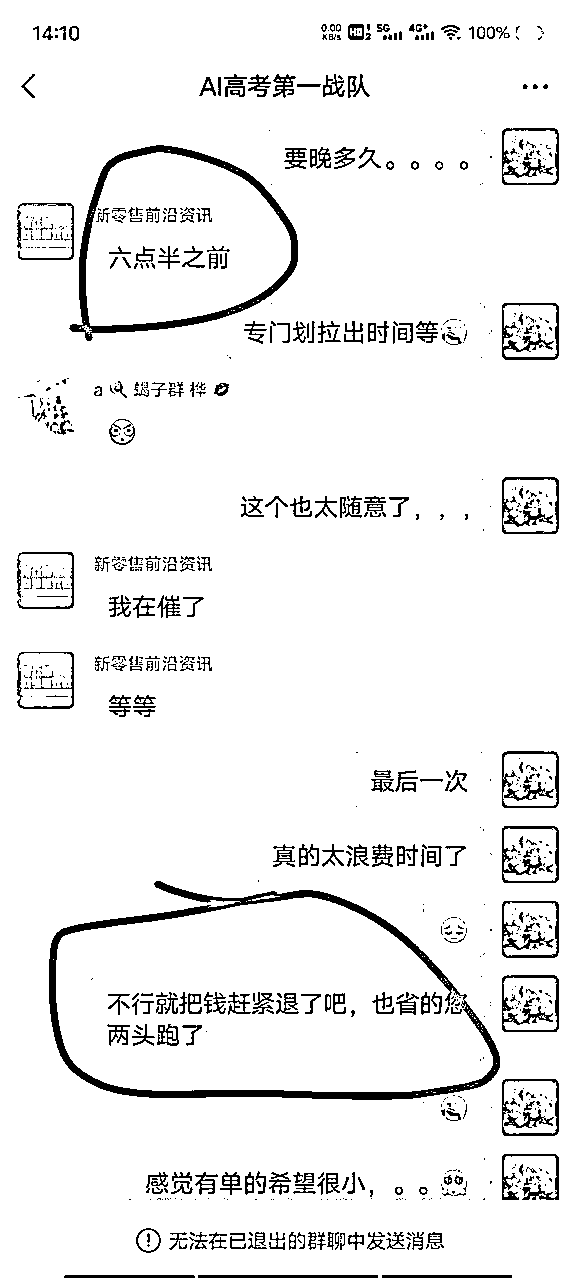 14:10
0.00 KB/s HD 2 5G 4G+ 100%
AI高考第一战队
要晚多久。。。。
新零售前沿资讯
六点半之前
专门划拉出时间等
a 蝎子群 桦
这个也太随意了，，，
新零售前沿资讯
我在催了
新零售前沿资讯
等等
最后一次
真的太浪费时间了
不行就把钱赶紧退了吧，也省的您
两头跑了
感觉有单的希望很小，。。
无法在已退出的群聊中发送消息